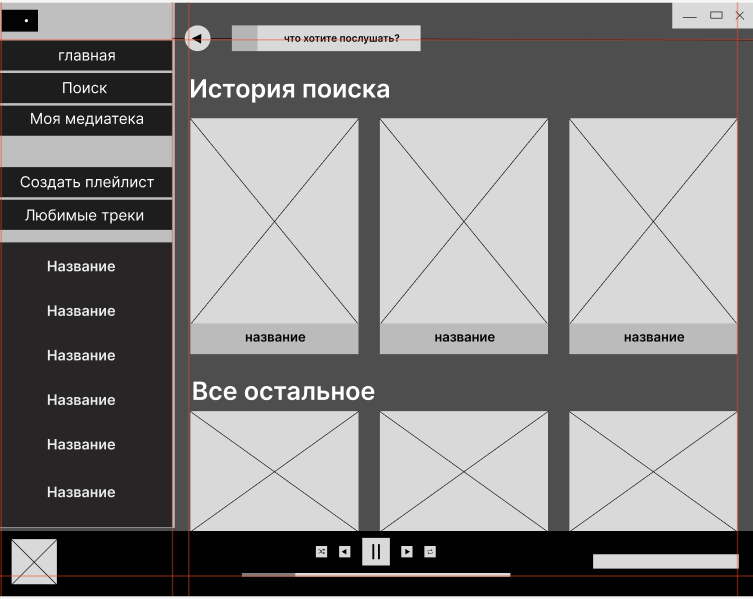 что хотите послушать?
главная
Поиск
Моя медиатека
Создать плейлист
Любимые треки
Название
Название
Название
Название
Название
Название
История поиска
название
название
название
Все остальное